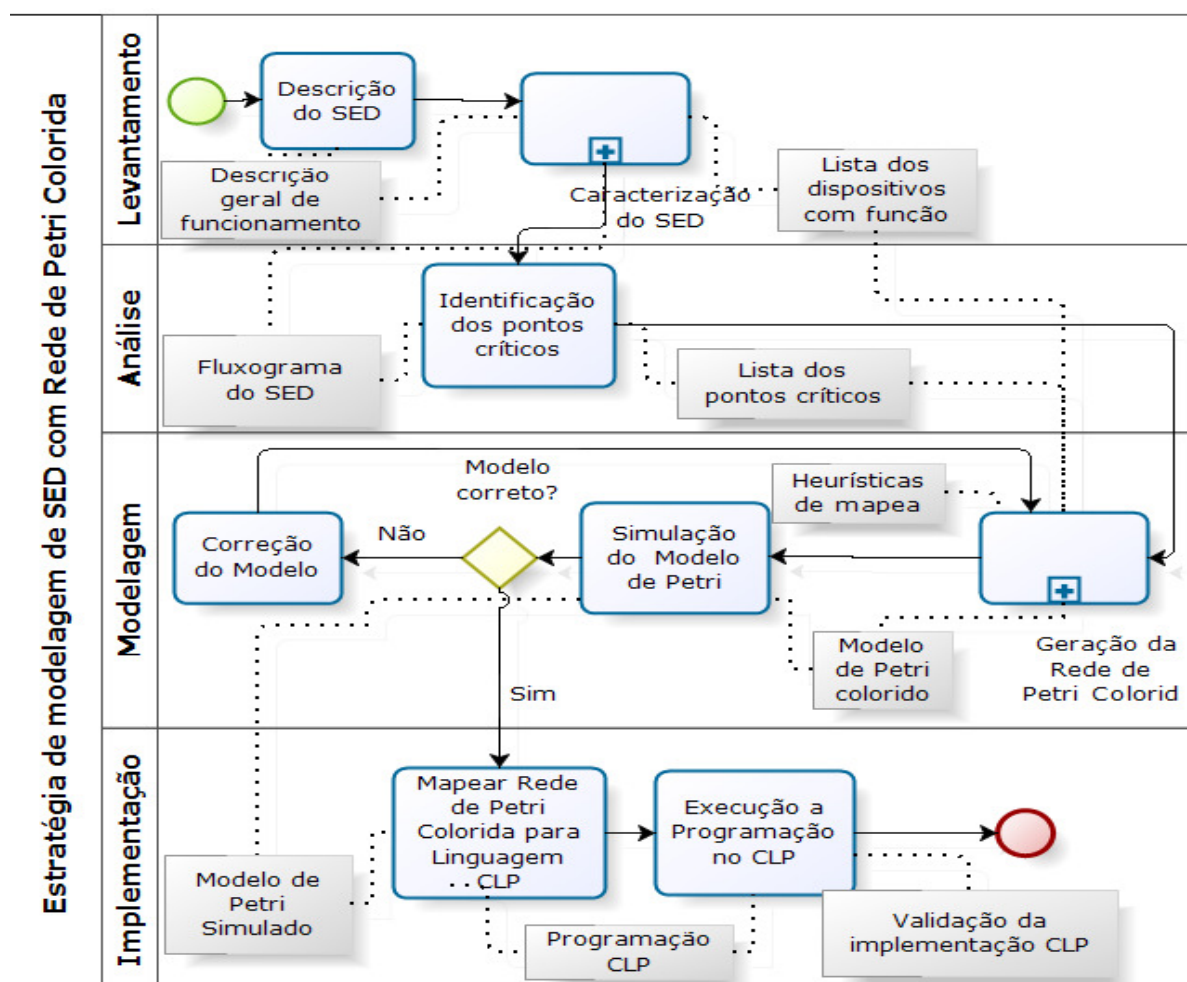 Estratégia de modelagem de SED com Rede de Petri Colorida
Levantamento
Descrição
do SED
Descrição
geral de
funcionamento
Caracterização
do SED
Lista dos
dispositivos
com função
Análise
Identificação
dos pontos
críticos
Fluxograma
do SED
Lista dos
pontos críticos
Modelagem
Modelo
correto?
Heurísticas
de mapea
Não
Correção
do Modelo
Simulação
do Modelo
de Petri
Modelo
de Petri
colorido
Geração da
Rede de
Petri Colorid
Sim
Implementação
Mapear Rede
de Petri
Colorida para
Linguagem
CLP
Execução a
Programação
no CLP
Modelo de
Petri
Simulado
Programação
CLP
Validação da
implementação CLP